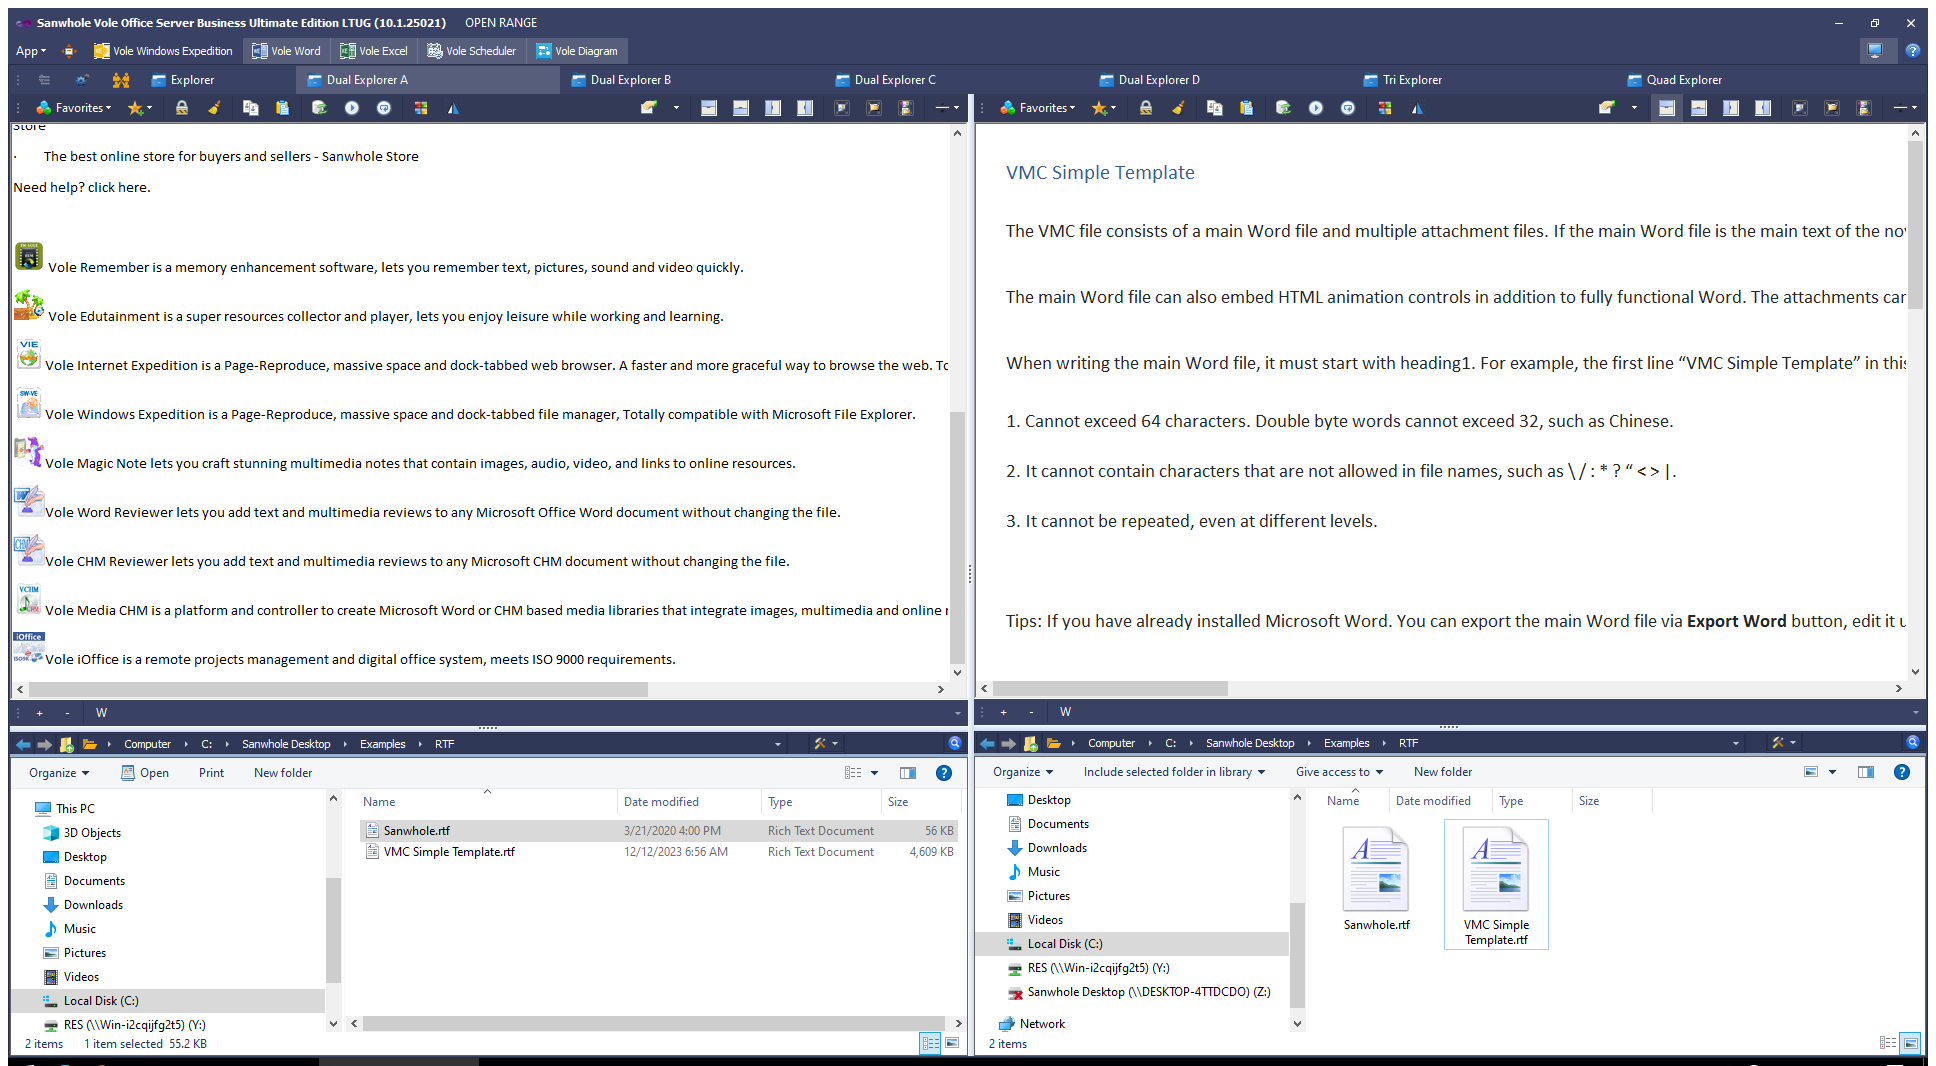 Sanwhole Vole Office Server Business Ultimate Edition LTUG (10.1.25021) OPEN RANGE
App Vole Windows Expedition Vole Word Vole Excel Vole Scheduler Vole Diagram
Explorer Dual Explorer A Dual Explorer B Dual Explorer C Dual Explorer D Tri Explorer Quad Explorer
Favorites
Store
· The best online store for buyers and sellers - Sanwhole Store
Need help? click here.
Vole Remember is a memory enhancement software, lets you remember text, pictures, sound and video quickly.
Vole Edutainment is a super resources collector and player, lets you enjoy leisure while working and learning.
VIE
Vole Internet Expedition is a Page-Reproduce, massive space and dock-tabbed web browser. A faster and more graceful way to browse the web. To
SW-VE
Vole Windows Expedition is a Page-Reproduce, massive space and dock-tabbed file manager, Totally compatible with Microsoft File Explorer.
Vole Magic Note lets you craft stunning multimedia notes that contain images, audio, video, and links to online resources.
Vole Word Reviewer lets you add text and multimedia reviews to any Microsoft Office Word document without changing the file.
CHM
Vole CHM Reviewer lets you add text and multimedia reviews to any Microsoft CHM document without changing the file.
VCHM
Vole Media CHM is a platform and controller to create Microsoft Word or CHM based media libraries that integrate images, multimedia and online
iOffice
Vole iOffice is a remote projects management and digital office system, meets ISO 9000 requirements.
+ - W
Computer C: Sanwhole Desktop Examples RTF
Organize Open Print New folder
This PC
3D Objects
Desktop
Documents
Downloads
Music
Pictures
Videos
Local Disk (C:)
RES (\\Win-i2cqijfg2t5) (Y:)
Name Date modified Type Size
Sanwhole.rtf 3/21/2020 4:00 PM Rich Text Document 56 KB
VMC Simple Template.rtf 12/12/2023 6:56 AM Rich Text Document 4,609 KB
2 items 1 item selected 55.2 KB
Favorites
VMC Simple Template
The VMC file consists of a main Word file and multiple attachment files. If the main Word file is the main text of the
The main Word file can also embed HTML animation controls in addition to fully functional Word. The attachments can
When writing the main Word file, it must start with heading1. For example, the first line “VMC Simple Template” in this
1. Cannot exceed 64 characters. Double byte words cannot exceed 32, such as Chinese.
2. It cannot contain characters that are not allowed in file names, such as \ / : * ? “ < > |.
3. It cannot be repeated, even at different levels.
Tips: If you have already installed Microsoft Word. You can export the main Word file via Export Word button, edit it
+ - W
Computer C: Sanwhole Desktop Examples RTF
Organize Include selected folder in library Give access to New folder
Desktop
Documents
Downloads
Music
Pictures
Videos
Local Disk (C:)
RES (\\Win-i2cqijfg2t5) (Y:)
Sanwhole Desktop (\\DESKTOP-4TTDCDO) (Z:)
Network
Name Date modified Type Size
Sanwhole.rtf
VMC Simple
Template.rtf
2 items